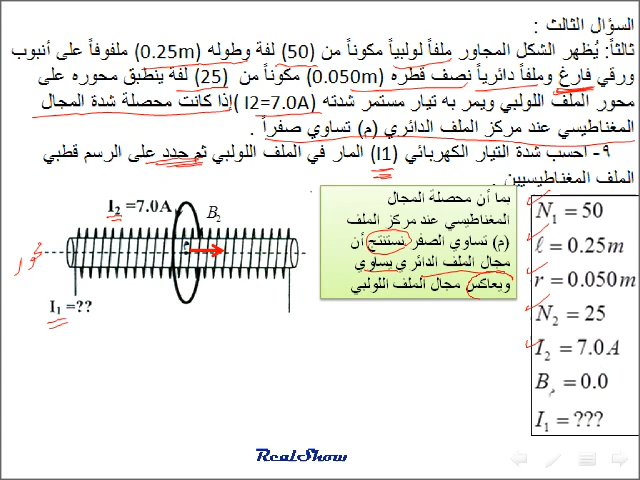 السؤال الثالث :
ثالثاً: يُظهر الشكل المجاور ملفاً لولبياً مكوناً من (50) لفة وطوله (0.25m) ملفوفاً على أنبوب
ورقي فارغ وملفاً دائرياً نصف قطره (0.050m) مكوناً من (25) لفة ينطبق محوره على
محور الملف اللولبي ويمر به تيار مستمر شدته (I2=7.0A )إذا كانت محصلة شدة المجال
المغناطيسي عند مركز الملف الدائري (م) تساوي صفراً .
٩- احسب شدة التيار الكهربائي (I1) المار في الملف اللولبي ثم حدد على الرسم قطبي
الملف المغناطيسيين .
بما أن محصلة المجال
المغناطيسي عند مركز الملف
(م) تساوي الصفر نستنتج أن
مجال الملف الدائري يساوي
ويعاكس مجال الملف اللولبي
N₁ = 50
ℓ = 0.25m
r = 0.050m
N₂ = 25
I₂ = 7.0A
Bم = 0.0
I₁ = ???
I₂ =7.0A
B₂
محور
I₁ =??
RealShow